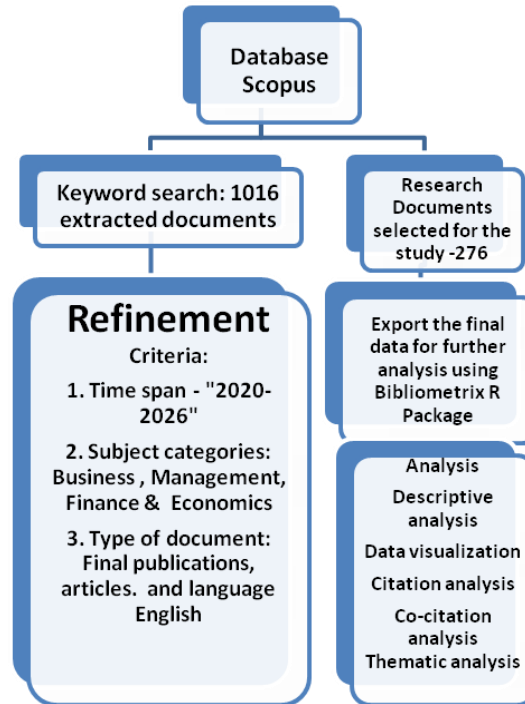 Database
Scopus
Keyword search: 1016
extracted documents
Refinement
Criteria:
1. Time span - "2020-
2026"
2. Subject categories:
Business , Management,
Finance & Economics
3. Type of document:
Final publications,
articles. and language
English
Research
Documents
selected for the
study -276
Export the final
data for further
analysis using
Bibliometrix R
Package
Analysis
Descriptive
analysis
Data visualization
Citation analysis
Co-citation
analysis
Thematic analysis